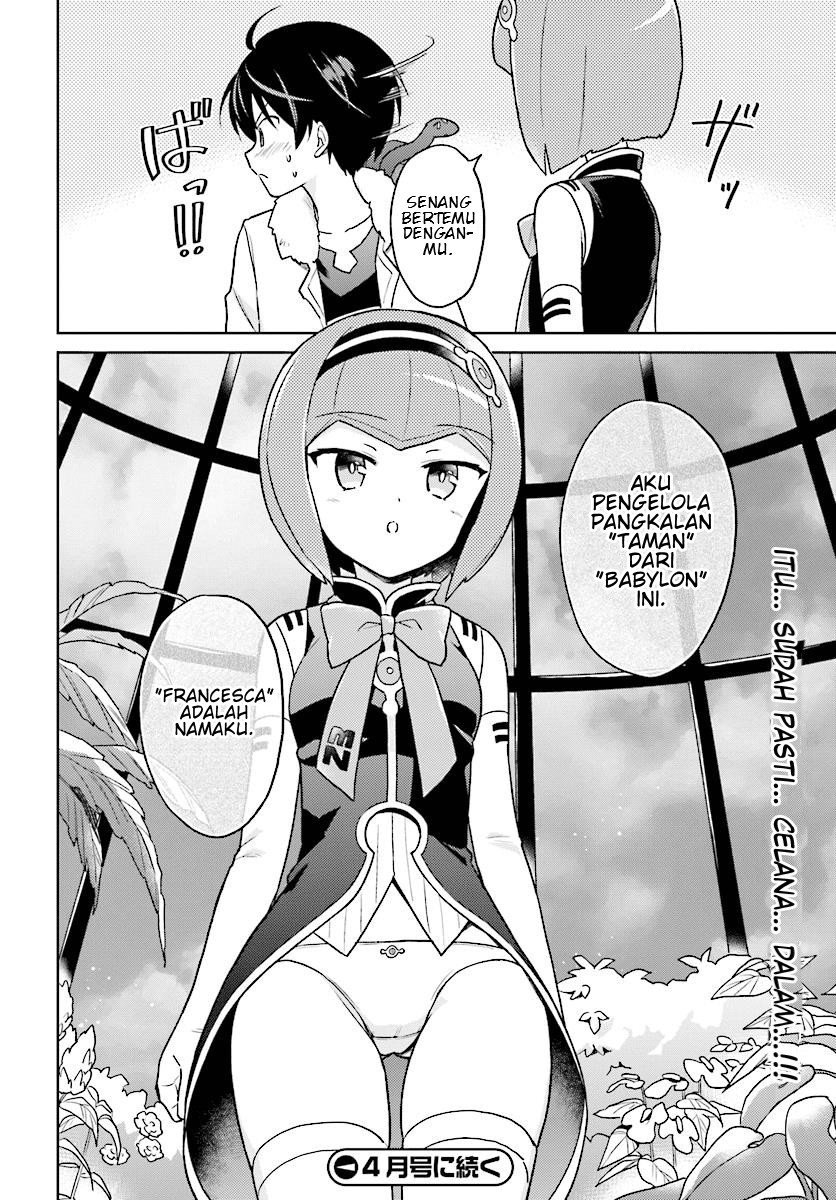 ザッ
ばっ!!
SENANG
BERTEMU
DENGAN-
MU.
AKU
PENGELOLA
PANGKALAN
"TAMAN"
DARI
"BABYLON"
INI.
"FRANCESCA"
ADALAH
NAMAKU.
ITU... SUDAH PASTI... CELANA... DALAM...!!!
4月号に続く